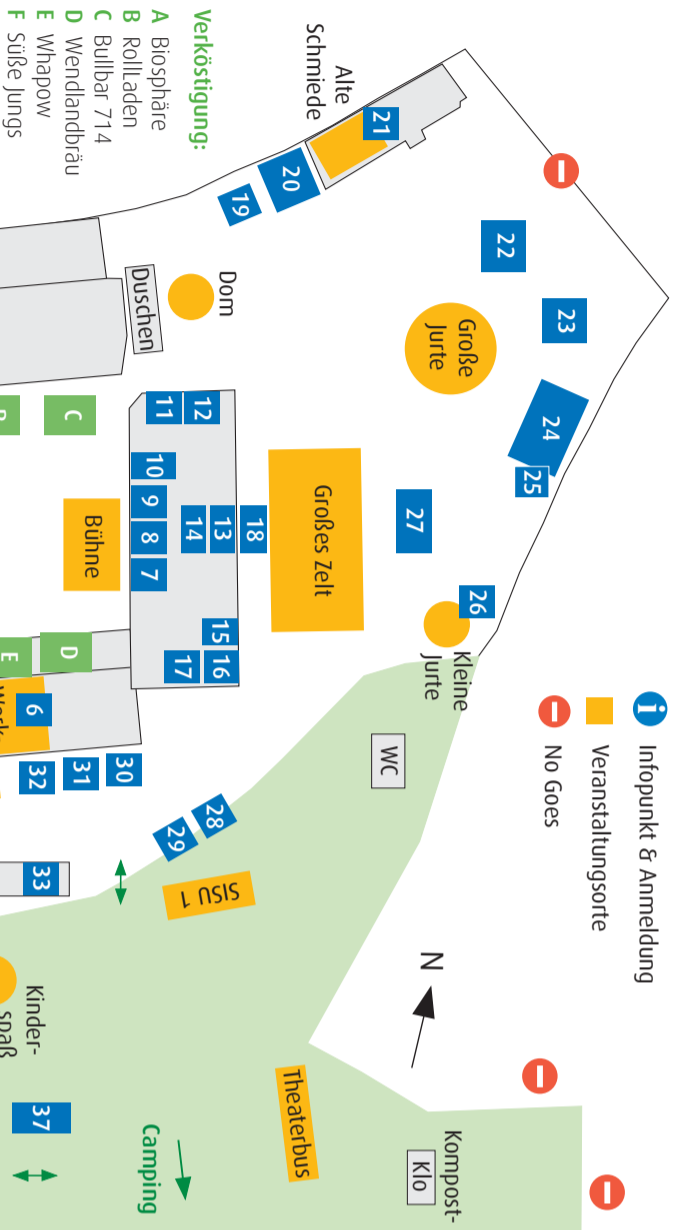 Infopunkt & Anmeldung
Veranstaltungsorte
No Goes
Verköstigung:
A Biosphäre
B RollLaden
C Bullbar 714
D Wendlandbräu
E Whapow
F Süße Jungs
Alte
Schmiede
21
20
19
22
23
24
25
Große
Jurte
Dom
Duschen
C
12
11
10
9
8
7
14
13
18
15
16
17
Großes Zelt
27
26
Kleine
Jurte
Bühne
D
E
6
30
31
32
33
WC
28
29
SISU 1
N
Kinder-
spaß
37
Theaterbus
Camping
Kompost-
Klo